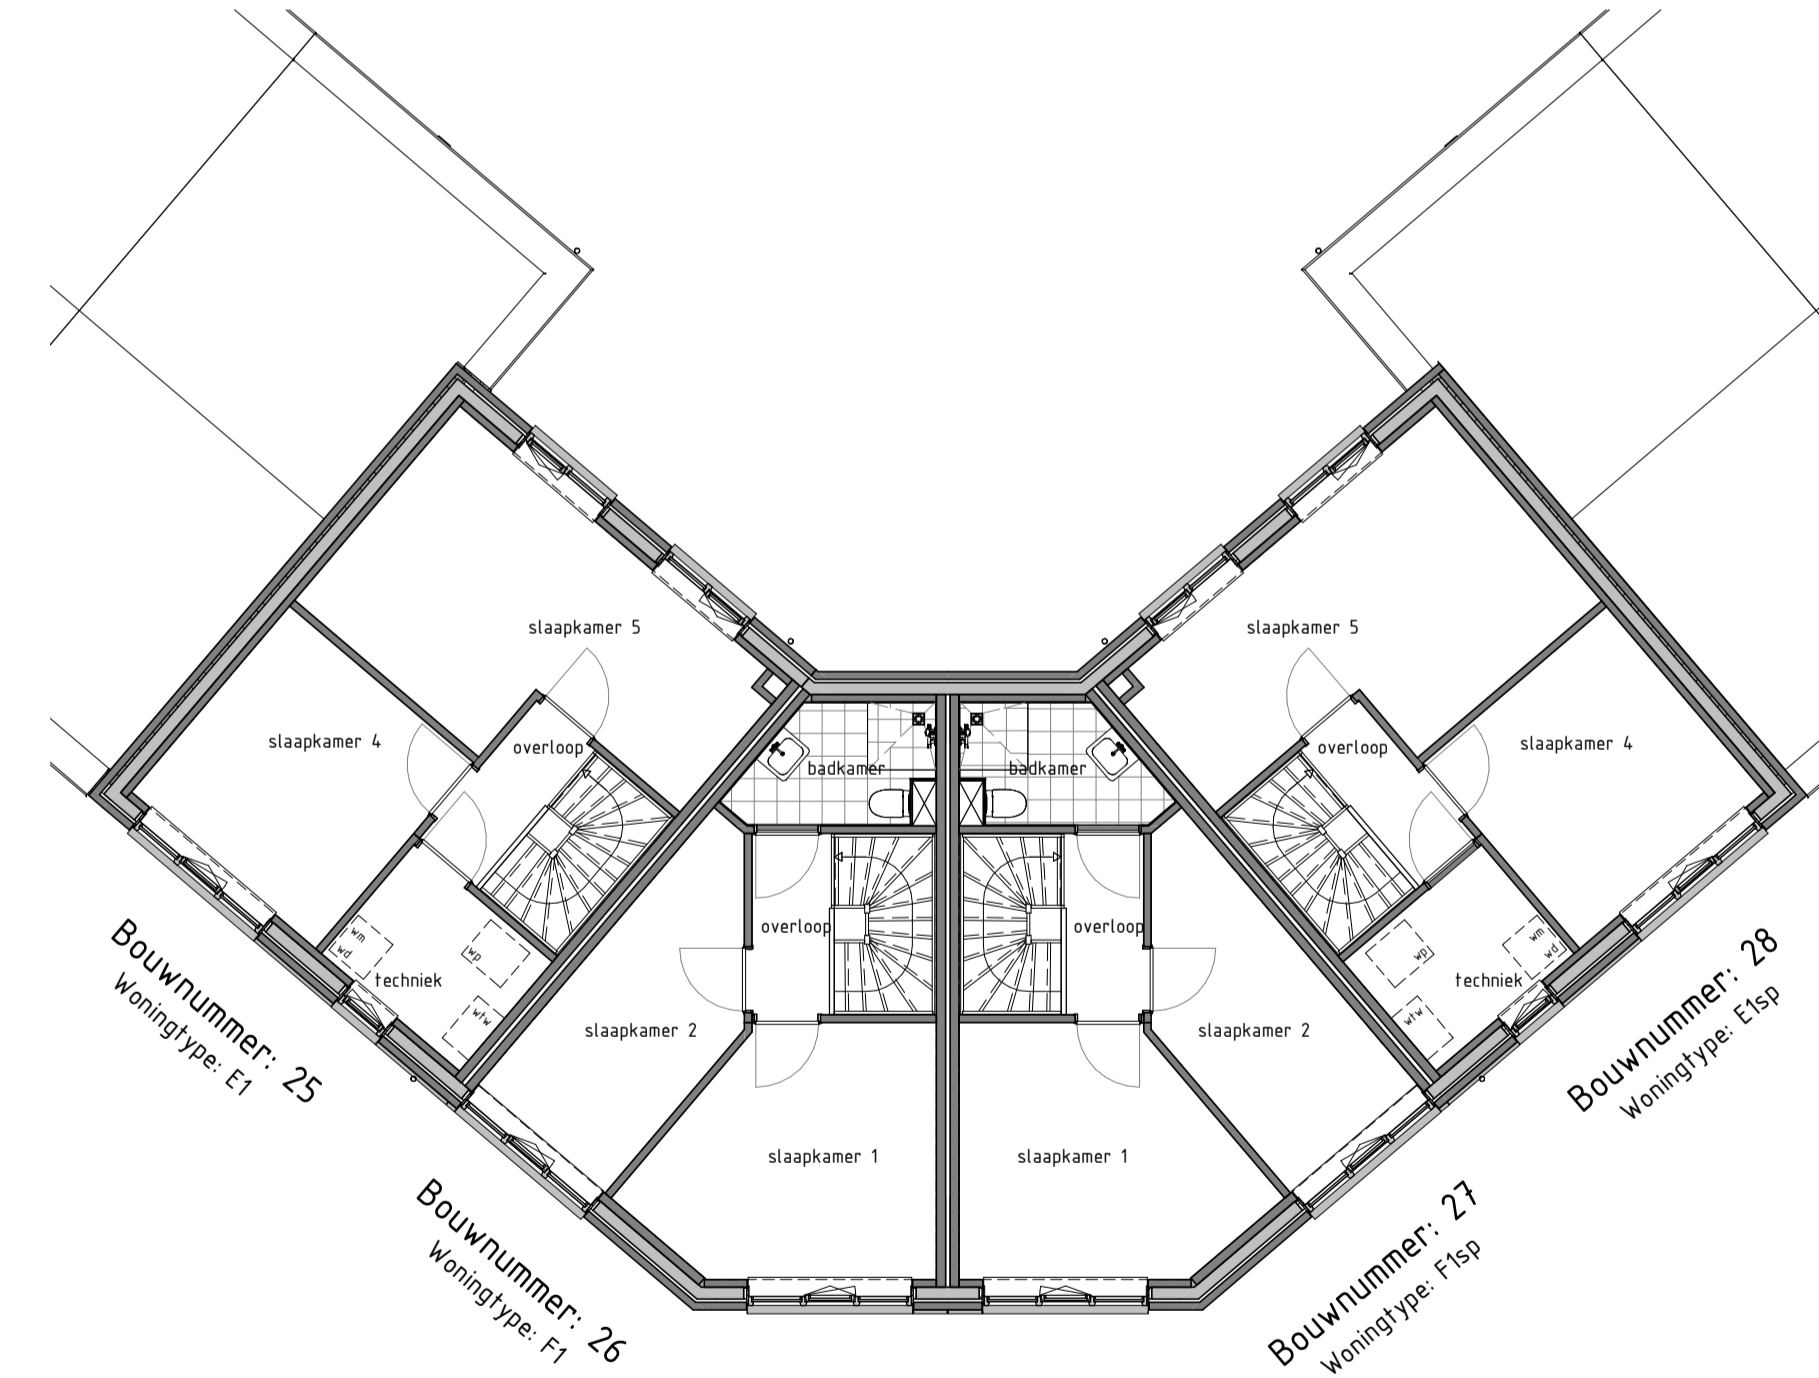 slaapkamer 5
slaapkamer 5
slaapkamer 4
overloop
overloop
slaapkamer 4
badkamer
badkamer
overloop
overloop
wm
wd
wp
techniek
wtw
wm
wd
wp
techniek
wtw
slaapkamer 2
slaapkamer 2
slaapkamer 1
slaapkamer 1
Bouwnummer: 25
Woningtype: E1
Bouwnummer: 26
Woningtype: F1
Bouwnummer: 27
Woningtype: F1sp
Bouwnummer: 28
Woningtype: E1sp